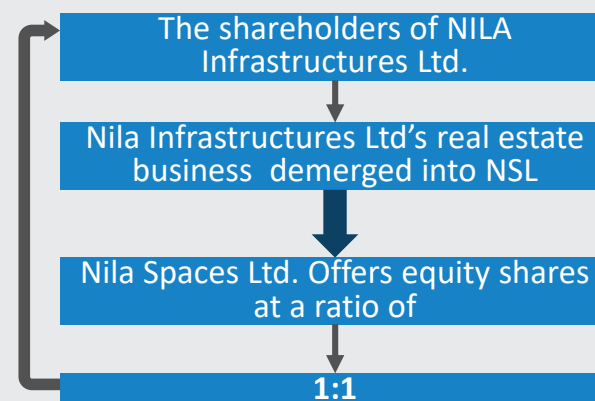 The shareholders of NILA
Infrastructures Ltd.
Nila Infrastructures Ltd’s real estate
business  demerged into NSL
Nila Spaces Ltd. Offers equity shares
at a ratio of
1:1